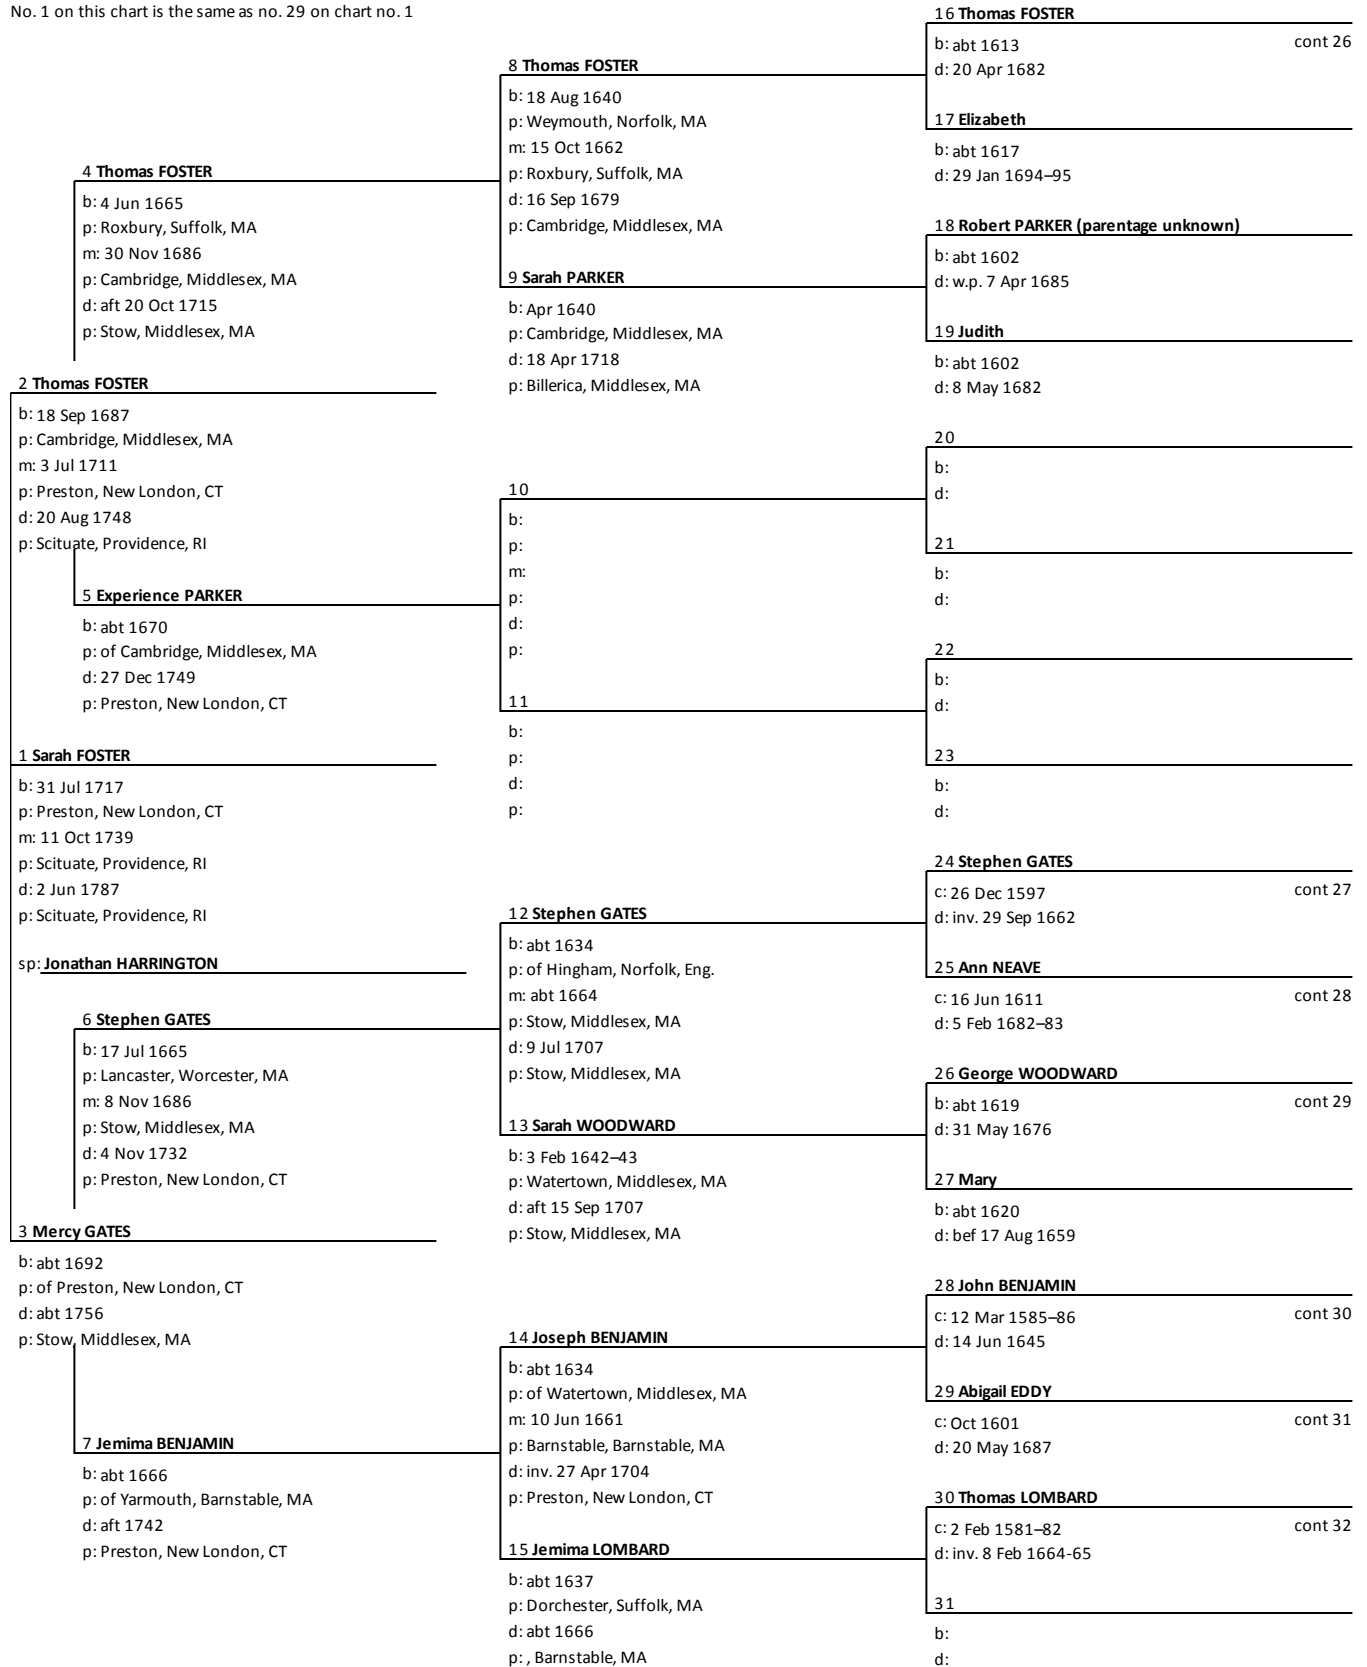 No. 1 on this chart is the same as no. 29 on chart no. 1
16 Thomas FOSTER
b: abt 1613
cont 26
d: 20 Apr 1682
8 Thomas FOSTER
b: 18 Aug 1640
p: Weymouth, Norfolk, MA
m: 15 Oct 1662
p: Roxbury, Suffolk, MA
d: 16 Sep 1679
p: Cambridge, Middlesex, MA
17 Elizabeth
b: abt 1617
d: 29 Jan 1694–95
4 Thomas FOSTER
b: 4 Jun 1665
p: Roxbury, Suffolk, MA
m: 30 Nov 1686
p: Cambridge, Middlesex, MA
d: aft 20 Oct 1715
p: Stow, Middlesex, MA
18 Robert PARKER (parentage unknown)
b: abt 1602
d: w.p. 7 Apr 1685
9 Sarah PARKER
b: Apr 1640
p: Cambridge, Middlesex, MA
d: 18 Apr 1718
p: Billerica, Middlesex, MA
19 Judith
b: abt 1602
d: 8 May 1682
2 Thomas FOSTER
b: 18 Sep 1687
p: Cambridge, Middlesex, MA
m: 3 Jul 1711
p: Preston, New London, CT
d: 20 Aug 1748
p: Scituate, Providence, RI
20
b:
d:
10
b:
p:
m:
p:
d:
p:
21
b:
d:
5 Experience PARKER
b: abt 1670
p: of Cambridge, Middlesex, MA
d: 27 Dec 1749
p: Preston, New London, CT
22
b:
d:
11
b:
p:
d:
p:
23
b:
d:
1 Sarah FOSTER
b: 31 Jul 1717
p: Preston, New London, CT
m: 11 Oct 1739
p: Scituate, Providence, RI
d: 2 Jun 1787
p: Scituate, Providence, RI
sp: Jonathan HARRINGTON
24 Stephen GATES
c: 26 Dec 1597
cont 27
d: inv. 29 Sep 1662
12 Stephen GATES
b: abt 1634
p: of Hingham, Norfolk, Eng.
m: abt 1664
p: Stow, Middlesex, MA
d: 9 Jul 1707
p: Stow, Middlesex, MA
25 Ann NEAVE
c: 16 Jun 1611
cont 28
d: 5 Feb 1682–83
6 Stephen GATES
b: 17 Jul 1665
p: Lancaster, Worcester, MA
m: 8 Nov 1686
p: Stow, Middlesex, MA
d: 4 Nov 1732
p: Preston, New London, CT
26 George WOODWARD
b: abt 1619
cont 29
d: 31 May 1676
13 Sarah WOODWARD
b: 3 Feb 1642–43
p: Watertown, Middlesex, MA
d: aft 15 Sep 1707
p: Stow, Middlesex, MA
27 Mary
b: abt 1620
d: bef 17 Aug 1659
3 Mercy GATES
b: abt 1692
p: of Preston, New London, CT
d: abt 1756
p: Stow, Middlesex, MA
28 John BENJAMIN
c: 12 Mar 1585–86
cont 30
d: 14 Jun 1645
14 Joseph BENJAMIN
b: abt 1634
p: of Watertown, Middlesex, MA
m: 10 Jun 1661
p: Barnstable, Barnstable, MA
d: inv. 27 Apr 1704
p: Preston, New London, CT
29 Abigail EDDY
c: Oct 1601
cont 31
d: 20 May 1687
7 Jemima BENJAMIN
b: abt 1666
p: of Yarmouth, Barnstable, MA
d: aft 1742
p: Preston, New London, CT
30 Thomas LOMBARD
c: 2 Feb 1581–82
cont 32
d: inv. 8 Feb 1664-65
15 Jemima LOMBARD
b: abt 1637
p: Dorchester, Suffolk, MA
d: abt 1666
p: , Barnstable, MA
31
b:
d: